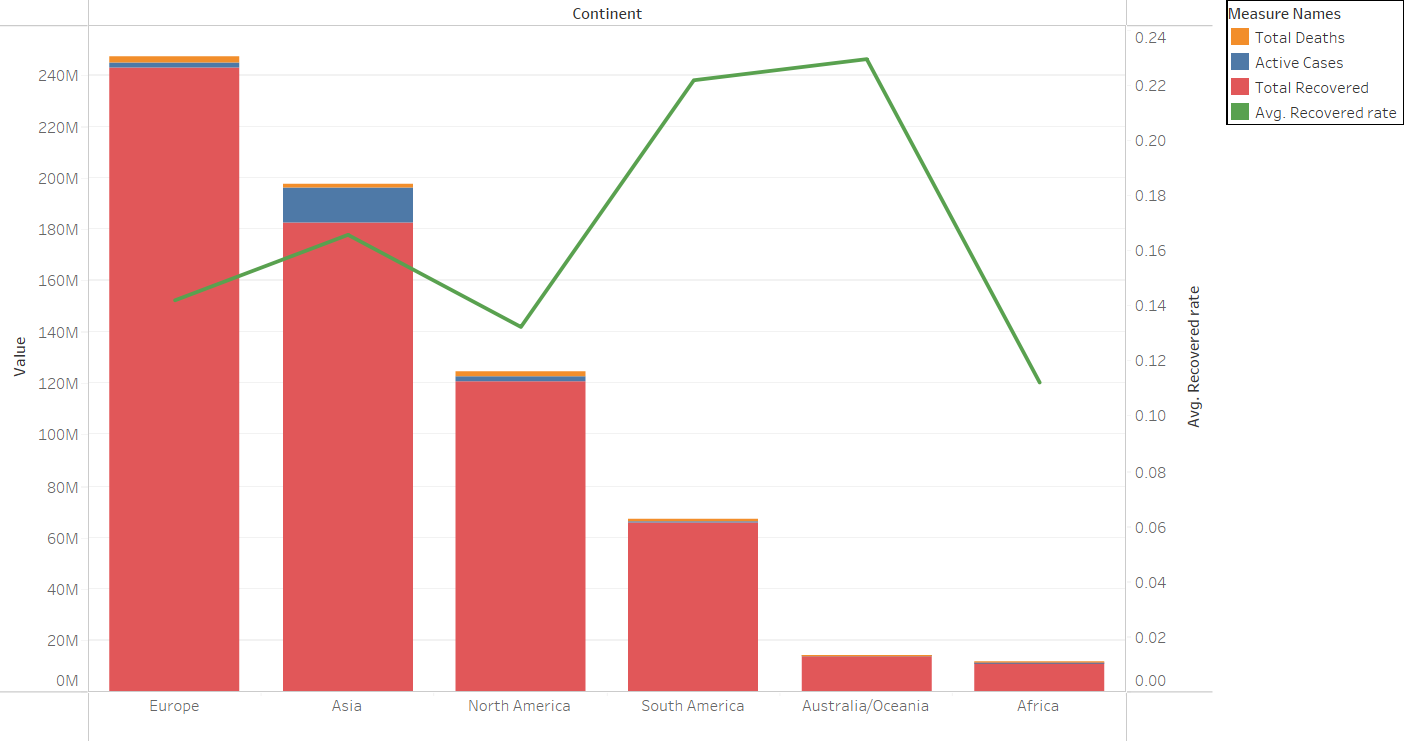 Continent
Measure Names
Total Deaths
Active Cases
Total Recovered
Avg. Recovered rate
Value
240M
220M
200M
180M
160M
140M
120M
100M
80M
60M
40M
20M
0M
0.24
0.22
0.20
0.18
0.16
0.14
0.12
0.10
0.08
0.06
0.04
0.02
0.00
Avg. Recovered rate
Europe Asia North America South America Australia/Oceania Africa